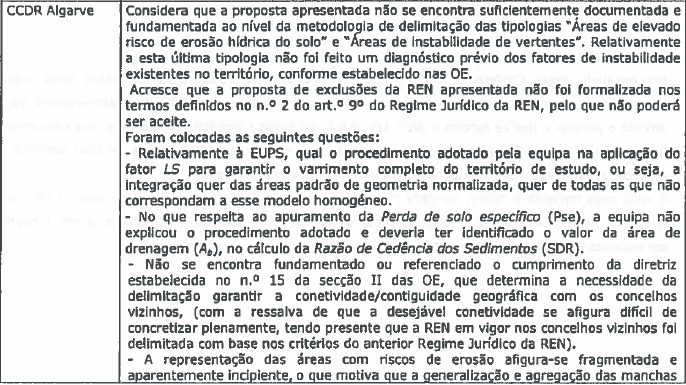 CCDR Algarve
Considera que a proposta apresentada não se encontra suficientemente documentada e
fundamentada ao nível da metodologia de delimitação das tipologias "Áreas de elevado
risco de erosão hídrica do solo" e "Áreas de instabilidade de vertentes". Relativamente
a esta última tipologia não foi feito um diagnóstico prévio dos fatores de instabilidade
existentes no território, conforme estabelecido nas OE.
Acresce que a proposta de exclusões da REN apresentada não foi formalizada nos
termos definidos no n.º 2 do art.º 9º do Regime Jurídico da REN, pelo que não poderá
ser aceite.
Foram colocadas as seguintes questões:
- Relativamente à EUPS, qual o procedimento adotado pela equipa na aplicação do
fator LS para garantir o varrimento completo do território de estudo, ou seja, a
integração quer das áreas padrão de geometria normalizada, quer de todas as que não
correspondam a esse modelo homogéneo.
- No que respeita ao apuramento da Perda de solo específico (Pse), a equipa não
explicou o procedimento adotado e deveria ter identificado o valor da área de
drenagem (Ab), no cálculo da Razão de Cedência dos Sedimentos (SDR).
- Não se encontra fundamentado ou referenciado o cumprimento da diretriz
estabelecida no n.º 15 da secção II das OE, que determina a necessidade da
delimitação garantir a conetividade/contiguidade geográfica com os concelhos
vizinhos, (com a ressalva de que a desejável conetividade se afigura difícil de
concretizar plenamente, tendo presente que a REN em vigor nos concelhos vizinhos foi
delimitada com base nos critérios do anterior Regime Jurídico da REN).
- A representação das áreas com riscos de erosão afigura-se fragmentada e
aparentemente incipiente, o que motiva que a generalização e agregação das manchas